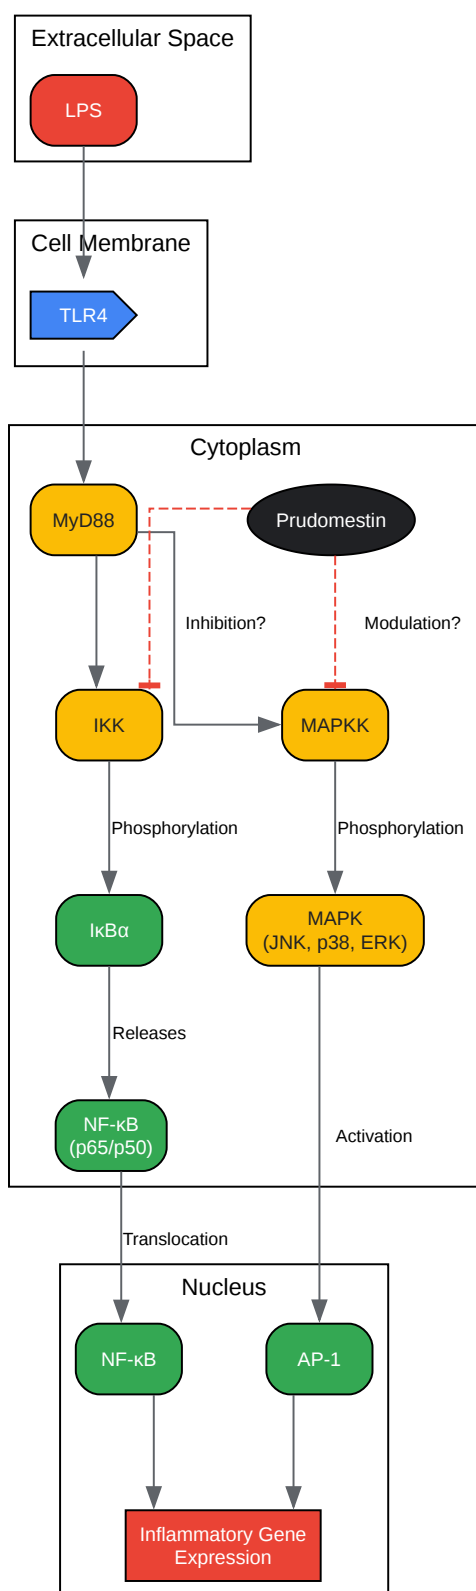 Extracellular Space
LPS
Cell Membrane
TLR4
Cytoplasm
MyD88
Prudomestin
Inhibition?
Modulation?
IKK
MAPKK
Phosphorylation
Phosphorylation
IκBα
MAPK
(JNK, p38, ERK)
Releases
NF-κB
(p65/p50)
Activation
Translocation
Nucleus
NF-κB
AP-1
Inflammatory Gene
Expression